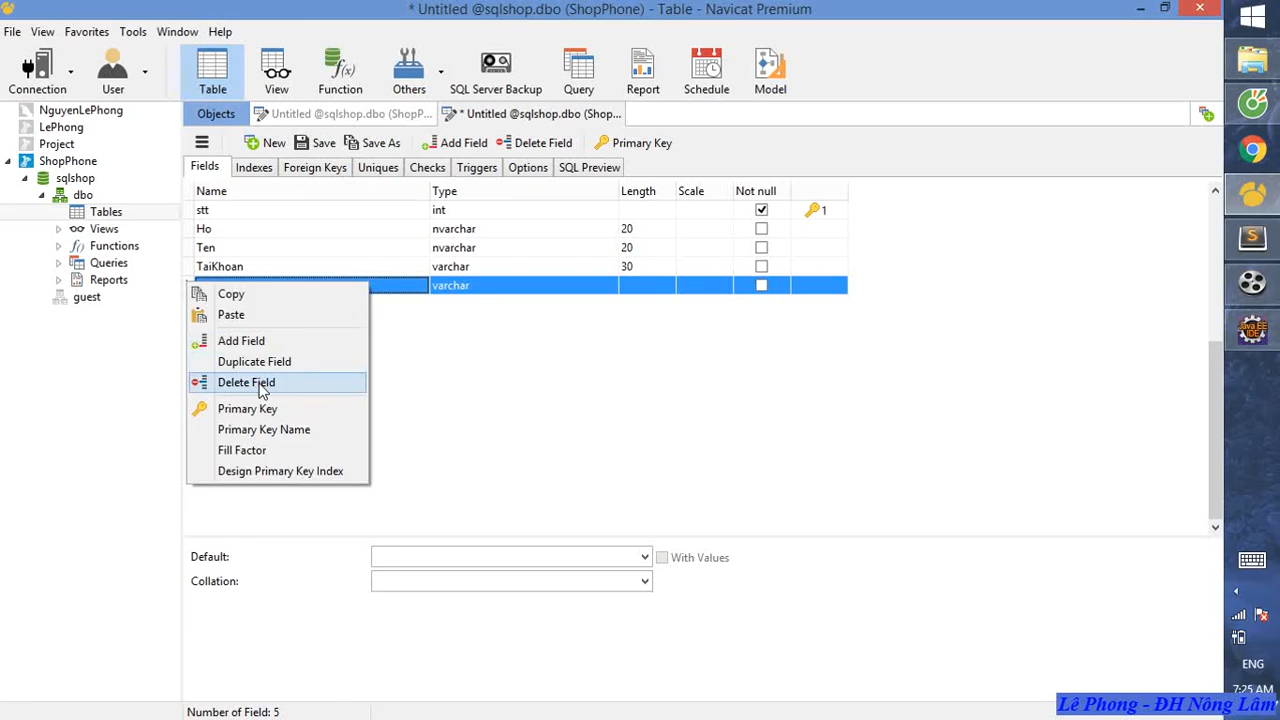 * Untitled @sqlshop.dbo (ShopPhone) - Table - Navicat Premium
File View Favorites Tools Window Help
Connection User Table View Function Others SQL Server Backup Query Report Schedule Model
NguyenLePhong
LePhong
Project
ShopPhone
sqlshop
dbo
Tables
Views
Functions
Queries
Reports
guest
Objects Untitled @sqlshop.dbo (ShopP... * Untitled @sqlshop.dbo (Shop...
New Save Save As Add Field Delete Field Primary Key
Fields Indexes Foreign Keys Uniques Checks Triggers Options SQL Preview
Name Type Length Scale Not null
stt int 1
Ho nvarchar 20
Ten nvarchar 20
TaiKhoan varchar 30
varchar
Copy
Paste
Add Field
Duplicate Field
Delete Field
Primary Key
Primary Key Name
Fill Factor
Design Primary Key Index
Default: With Values
Collation:
Number of Field: 5
Java EE
IDE
ENG
7:25 AM
Lê Phong - ĐH Nông Lâm